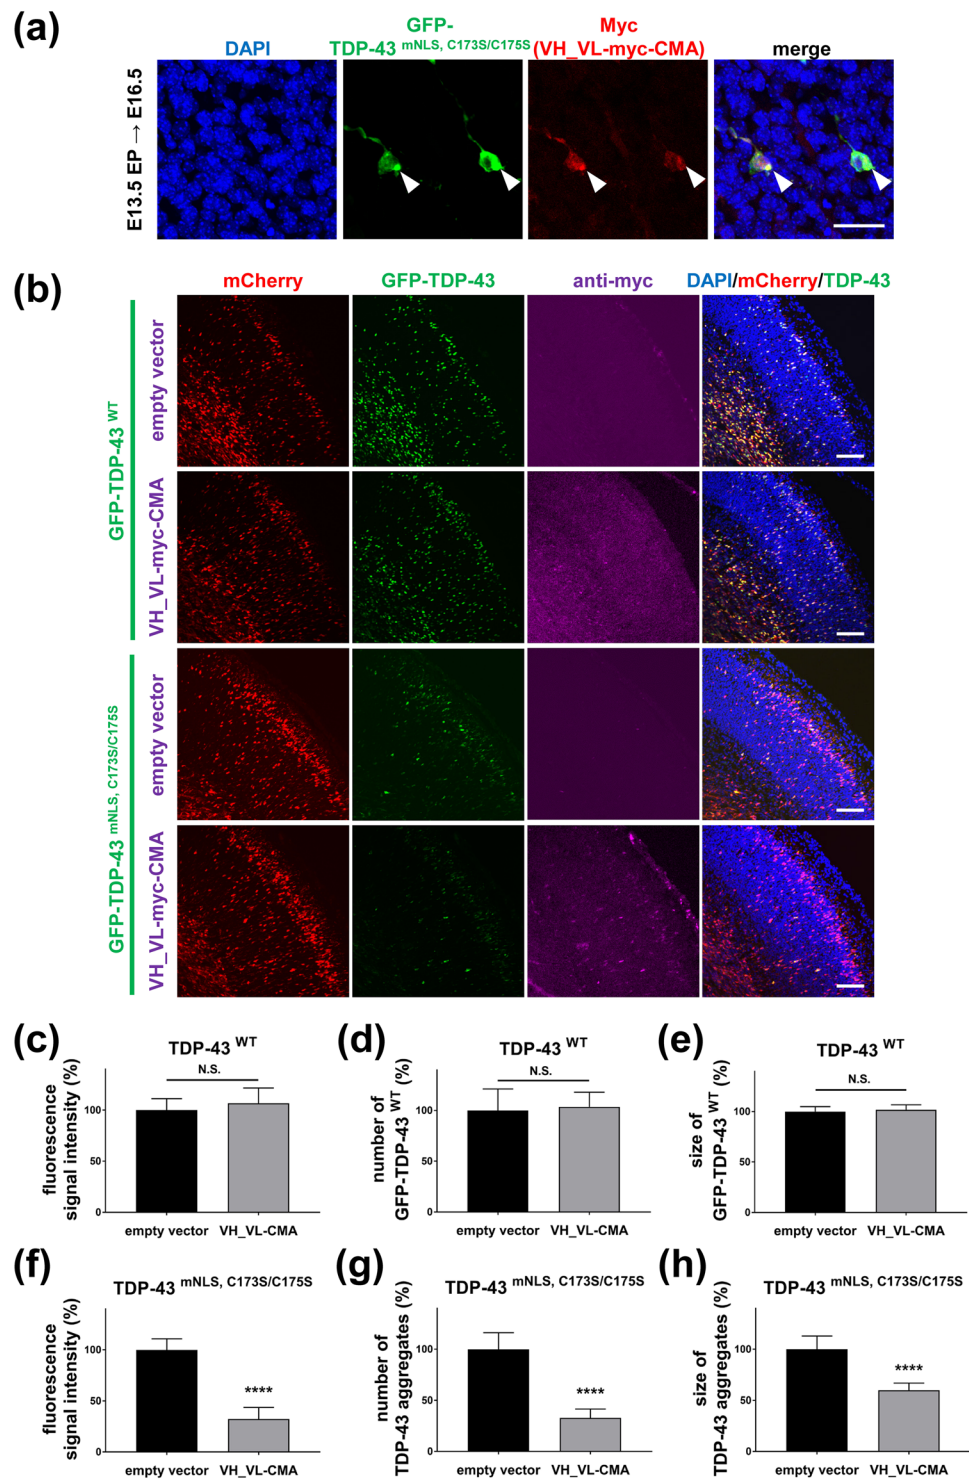 (a)
DAPI
GFP-
TDP-43 mNLS, C173S/C175S
Myc
(VH_VL-myc-CMA)
merge
E13.5 EP → E16.5
(b)
mCherry
GFP-TDP-43
anti-myc
DAPI/mCherry/TDP-43
GFP-TDP-43 WT
empty vector
VH_VL-myc-CMA
GFP-TDP-43 mNLS, C173S/C175S
empty vector
VH_VL-myc-CMA
(c)
TDP-43 WT
fluorescence
signal intensity (%)
N.S.
100
50
0
empty vector
VH_VL-CMA
(d)
TDP-43 WT
number of
GFP-TDP-43 WT (%)
N.S.
100
50
0
empty vector
VH_VL-CMA
(e)
TDP-43 WT
size of
GFP-TDP-43 WT (%)
N.S.
100
50
0
empty vector
VH_VL-CMA
(f)
TDP-43 mNLS, C173S/C175S
fluorescence
signal intensity (%)
100
50
0
****
empty vector
VH_VL-CMA
(g)
TDP-43 mNLS, C173S/C175S
number of
TDP-43 aggregates (%)
100
50
0
****
empty vector
VH_VL-CMA
(h)
TDP-43 mNLS, C173S/C175S
size of
TDP-43 aggregates (%)
100
50
0
****
empty vector
VH_VL-CMA